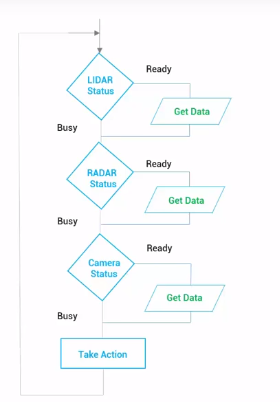 LIDAR
Status
Ready
Get Data
Busy
RADAR
Status
Ready
Get Data
Busy
Camera
Status
Ready
Get Data
Busy
Take Action